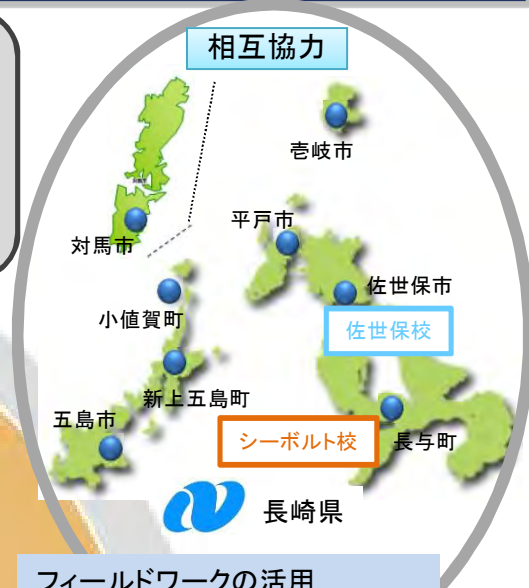 相互協力
壱岐市
平戸市
対馬市
佐世保市
小値賀町
佐世保校
新上五島町
五島市
シーボルト校
長与町
長崎県
フィールドワークの活用